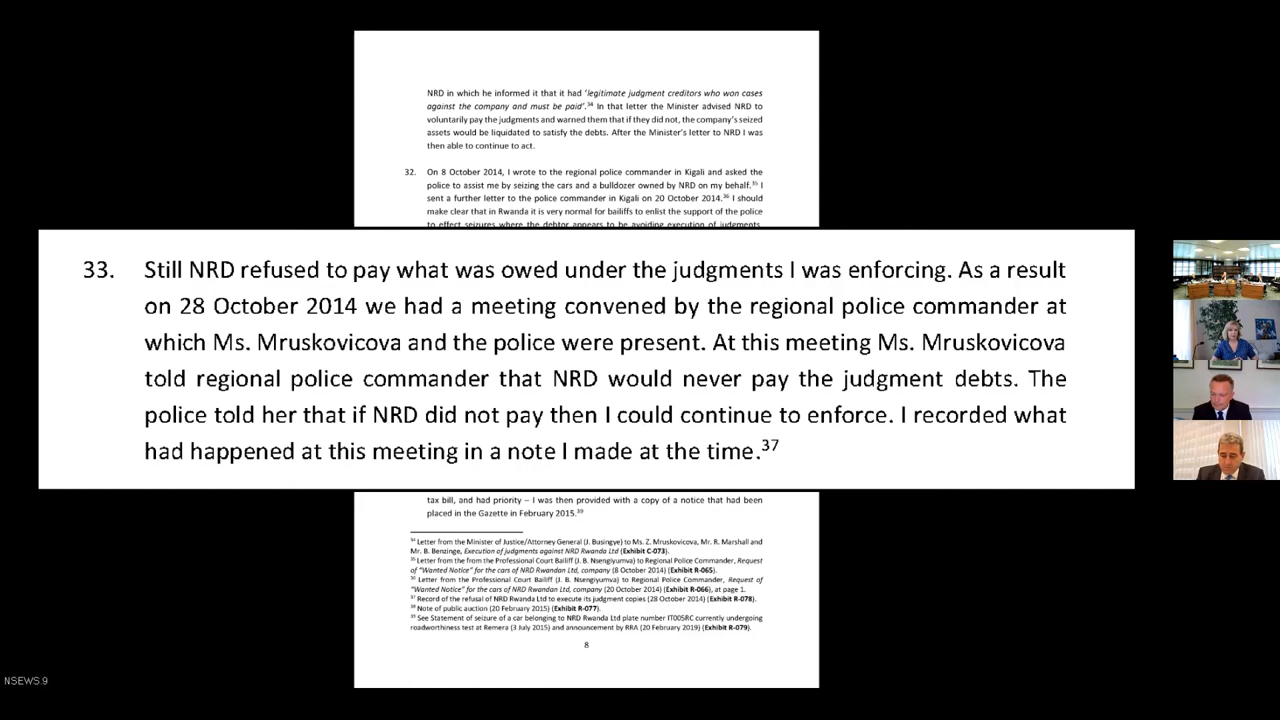 NRD in which he informed it that it had ‘legitimate judgment creditors who won cases
against the company and must be paid’.34 In that letter the Minister advised NRD to
voluntarily pay the judgments and warned them that if they did not, the company’s seized
assets would be liquidated to satisfy the debts. After the Minister’s letter to NRD I was
then able to continue to act.
32. On 8 October 2014, I wrote to the regional police commander in Kigali and asked the
police to assist me by seizing the cars and a bulldozer owned by NRD on my behalf.35 I
sent a further letter to the police commander in Kigali on 20 October 2014.36 I should
make clear that in Rwanda it is very normal for bailiffs to enlist the support of the police
to effect seizures where the debtor appears to be avoiding execution of judgments.
33. Still NRD refused to pay what was owed under the judgments I was enforcing. As a result
on 28 October 2014 we had a meeting convened by the regional police commander at
which Ms. Mruskovicova and the police were present. At this meeting Ms. Mruskovicova
told regional police commander that NRD would never pay the judgment debts. The
police told her that if NRD did not pay then I could continue to enforce. I recorded what
had happened at this meeting in a note I made at the time.37
tax bill, and had priority – I was then provided with a copy of a notice that had been
placed in the Gazette in February 2015.39
34 Letter from the Minister of Justice/Attorney General (J. Busingye) to Ms. Z. Mruskovicova, Mr. R. Marshall and
Mr. B. Benzinge, Execution of judgments against NRD Rwanda Ltd (Exhibit C-073).
35 Letter from the from the Professional Court Bailiff (J. B. Nsengiyumva) to Regional Police Commander, Request
of “Wanted Notice” for the cars of NRD Rwandan Ltd, company (8 October 2014) (Exhibit R-065).
36 Letter from the Professional Court Bailiff (J. B. Nsengiyumva) to Regional Police Commander, Request of
“Wanted Notice” for the cars of NRD Rwandan Ltd, company (20 October 2014) (Exhibit R-066), at page 1.
37 Record of the refusal of NRD Rwanda Ltd to execute its judgment copies (28 October 2014) (Exhibit R-078).
38 Note of public auction (20 February 2015) (Exhibit R-077).
39 See Statement of seizure of a car belonging to NRD Rwanda Ltd plate number IT005RC currently undergoing
roadworthiness test at Remera (3 July 2015) and announcement by RRA (20 February 2019) (Exhibit R-079).
8
NSEWS.9